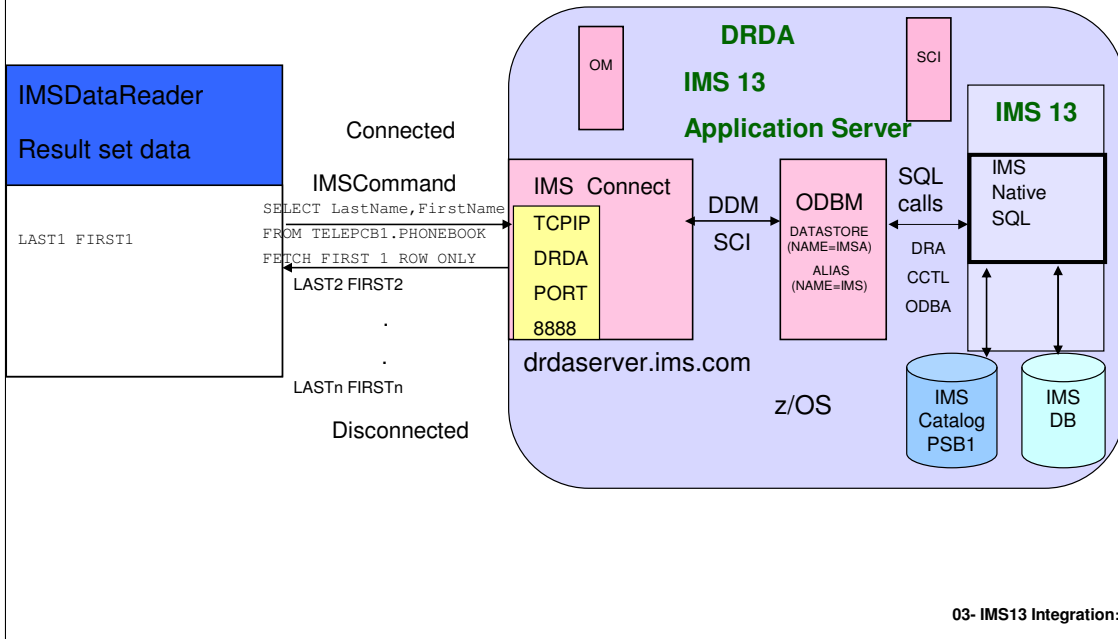 DRDA
OM
SCI
IMS 13
Application Server
IMS 13
IMSDataReader
Result set data
LAST1 FIRST1
Connected
IMSCommand
SELECT LastName,FirstName
FROM TELEPCB1.PHONEBOOK
FETCH FIRST 1 ROW ONLY
LAST2 FIRST2
.
.
LASTn FIRSTn
Disconnected
IMS Connect
TCPIP
DRDA
PORT
8888
drdaserver.ims.com
DDM
SCI
ODBM
DATASTORE
(NAME=IMSA)
ALIAS
(NAME=IMS)
SQL
calls
DRA
CCTL
ODBA
IMS
Native
SQL
z/OS
IMS
Catalog
PSB1
IMS
DB
03- IMS13 Integration: